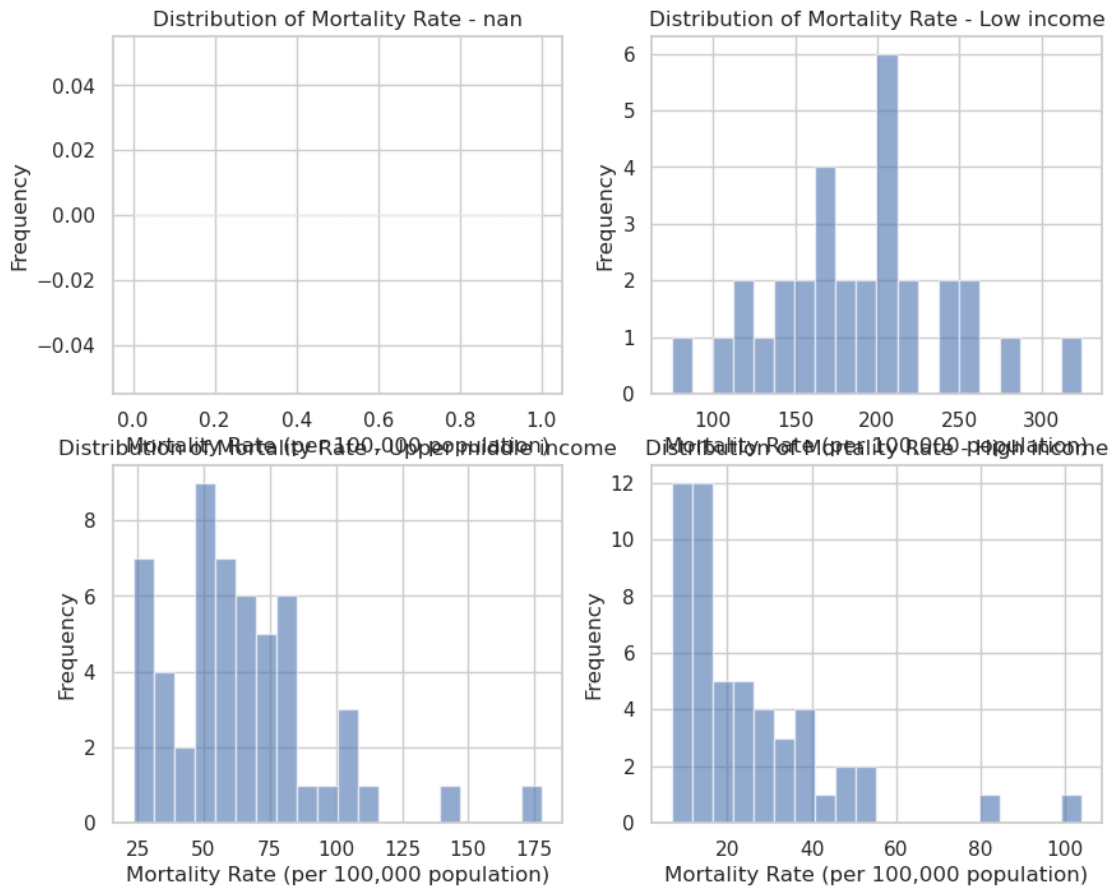 Distribution of Mortality Rate - nan
Frequency
0.04
0.02
0.00
−0.02
−0.04
0.0 0.2 0.4 0.6 0.8 1.0
Mortality Rate (per 100,000 population)
Distribution of Mortality Rate - Low income
Frequency
6
5
4
3
2
1
0
100 150 200 250 300
Mortality Rate (per 100,000 population)
Distribution of Mortality Rate - Upper middle income
Frequency
8
6
4
2
0
25 50 75 100 125 150 175
Mortality Rate (per 100,000 population)
Distribution of Mortality Rate - High income
Frequency
12
10
8
6
4
2
0
20 40 60 80 100
Mortality Rate (per 100,000 population)